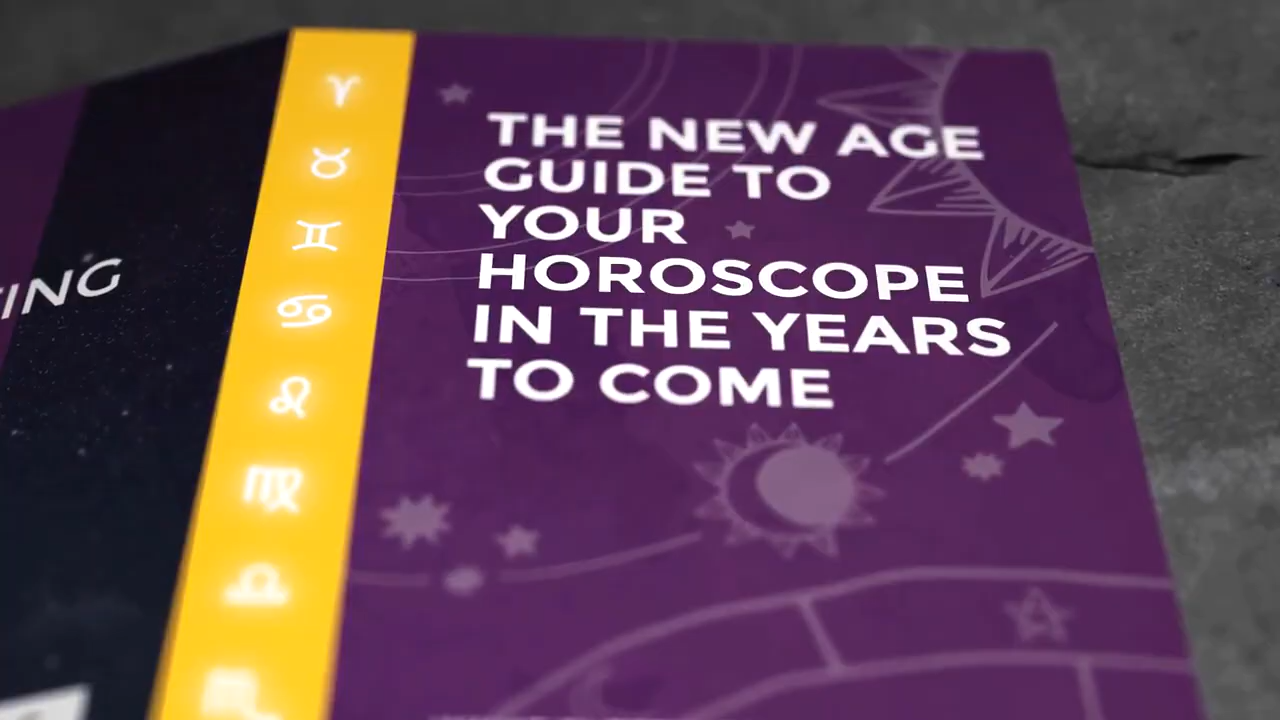 THE NEW AGE
GUIDE TO
YOUR
HOROSCOPE
IN THE YEARS
TO COME
♈
♉
♊
♋
♌
♍
♎